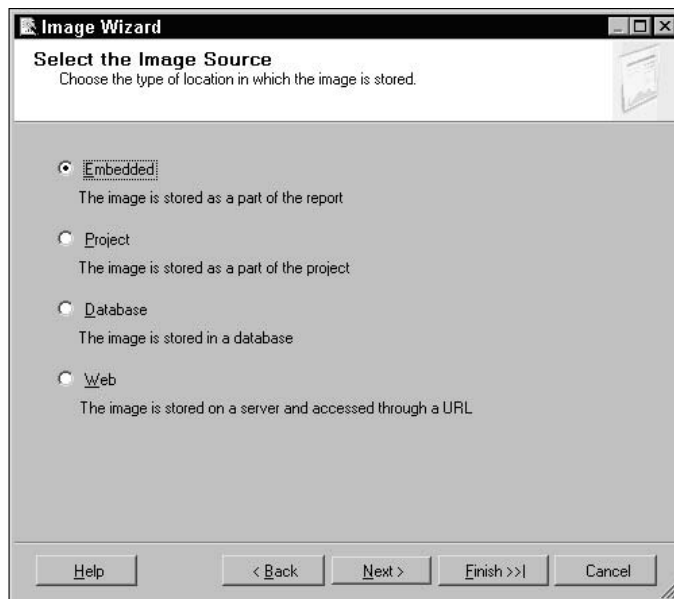 Image Wizard
Select the Image Source
Choose the type of location in which the image is stored.
Embedded
The image is stored as a part of the report
Project
The image is stored as a part of the project
Database
The image is stored in a database
Web
The image is stored on a server and accessed through a URL
Help < Back Next > Finish >>| Cancel